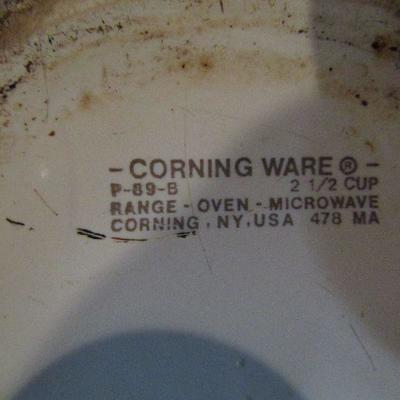 - CORNING WARE ® -
P-89-B 2 1/2 CUP
RANGE - OVEN - MICROWAVE
CORNING, NY, USA 478 MA